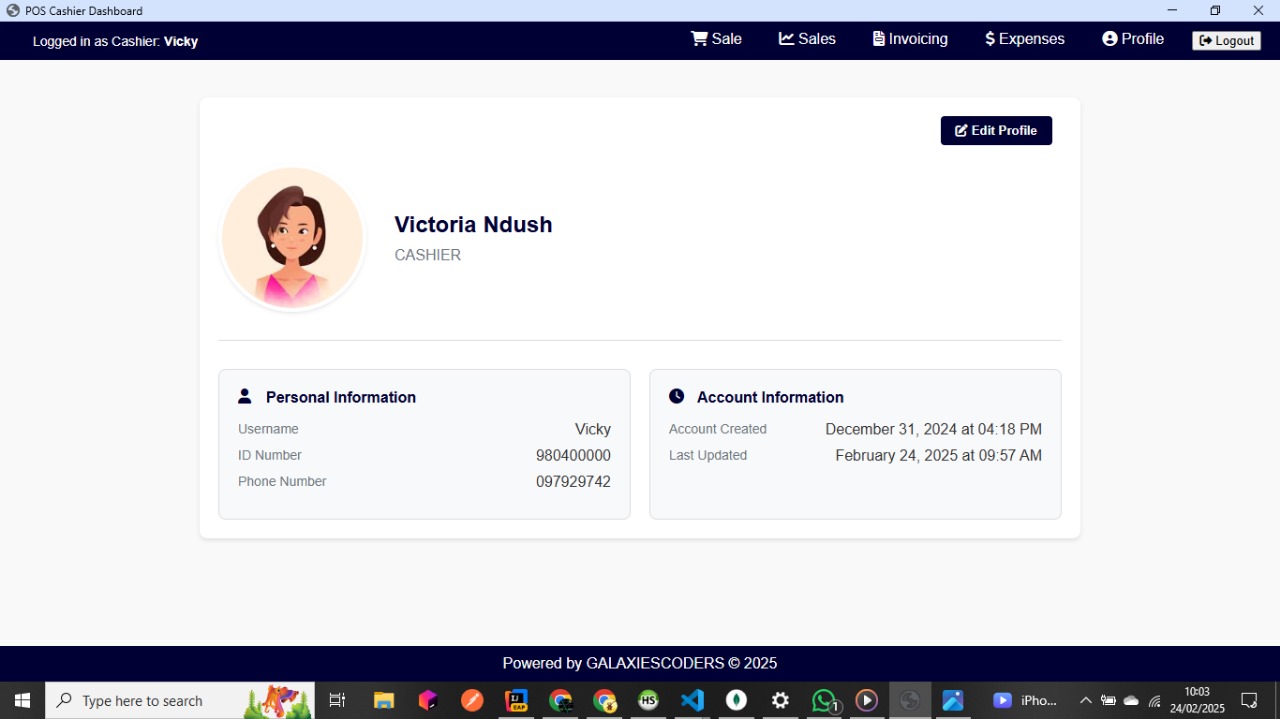 POS Cashier Dashboard
Logged in as Cashier: Vicky
Sale
Sales
Invoicing
$ Expenses
Profile
Logout
Edit Profile
Victoria Ndush
CASHIER
Personal Information
Username Vicky
ID Number 980400000
Phone Number 097929742
Account Information
Account Created December 31, 2024 at 04:18 PM
Last Updated February 24, 2025 at 09:57 AM
Powered by GALAXIESCODERS © 2025
Type here to search
IJ
EAP
HS
1
iPho...
10:03
24/02/2025